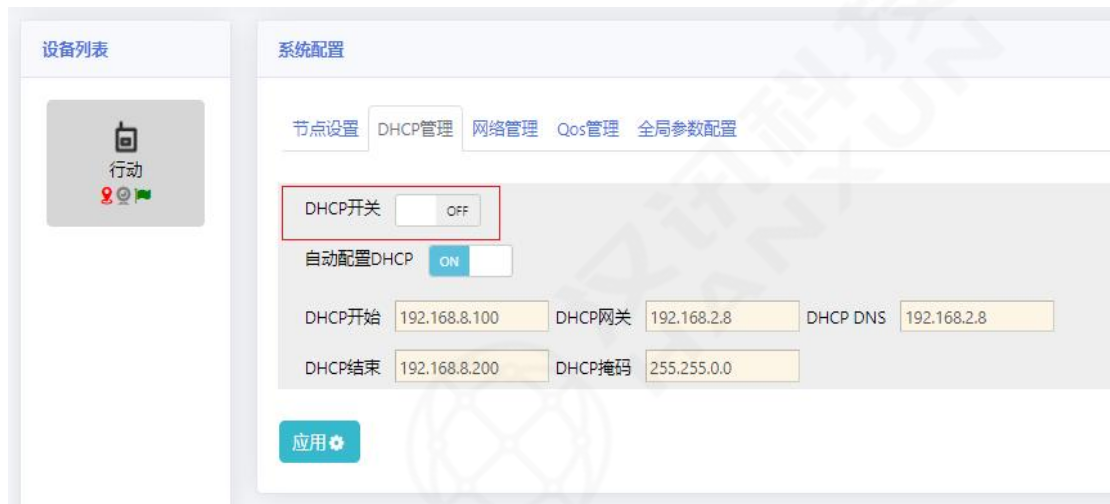 设备列表
行动
系统配置
节点设置 DHCP管理 网络管理 Qos管理 全局参数配置
DHCP开关 OFF
自动配置DHCP ON
DHCP开始 192.168.8.100 DHCP网关 192.168.2.8 DHCP DNS 192.168.2.8
DHCP结束 192.168.8.200 DHCP掩码 255.255.0.0
应用
汉讯科技
HANXUN